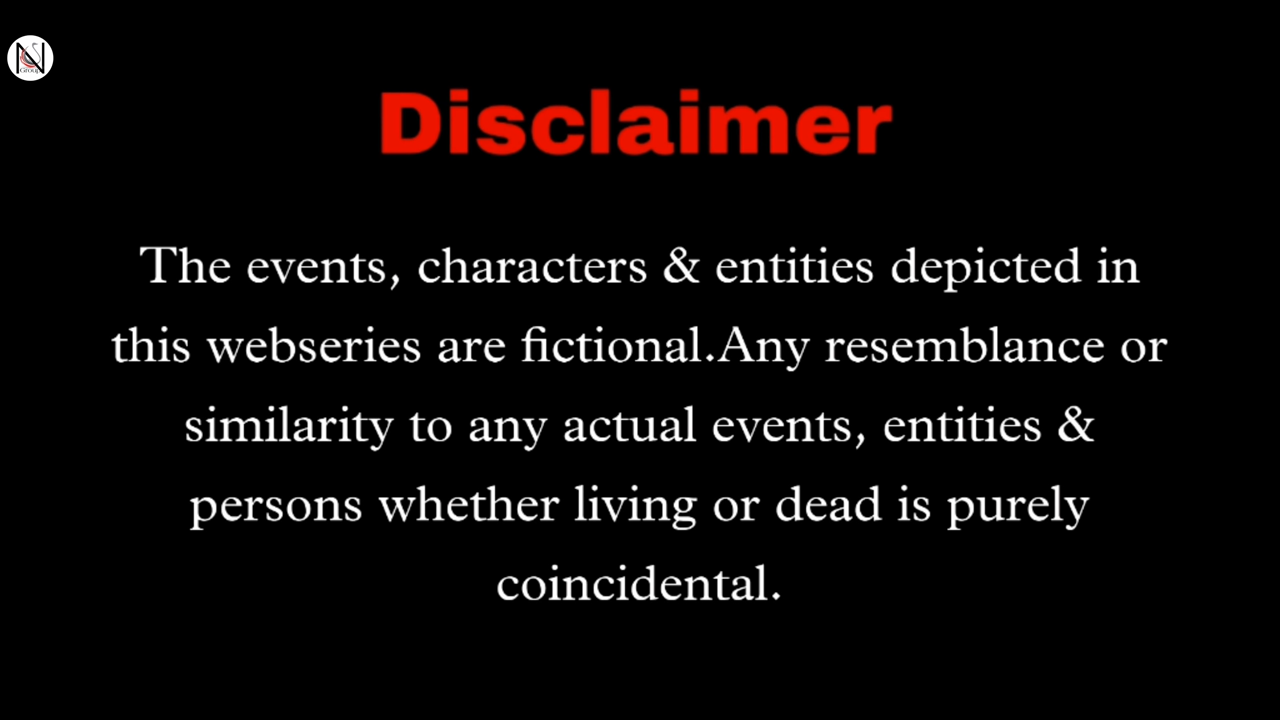 N
Group
Disclaimer
The events, characters & entities depicted in
this webseries are fictional.Any resemblance or
similarity to any actual events, entities &
persons whether living or dead is purely
coincidental.